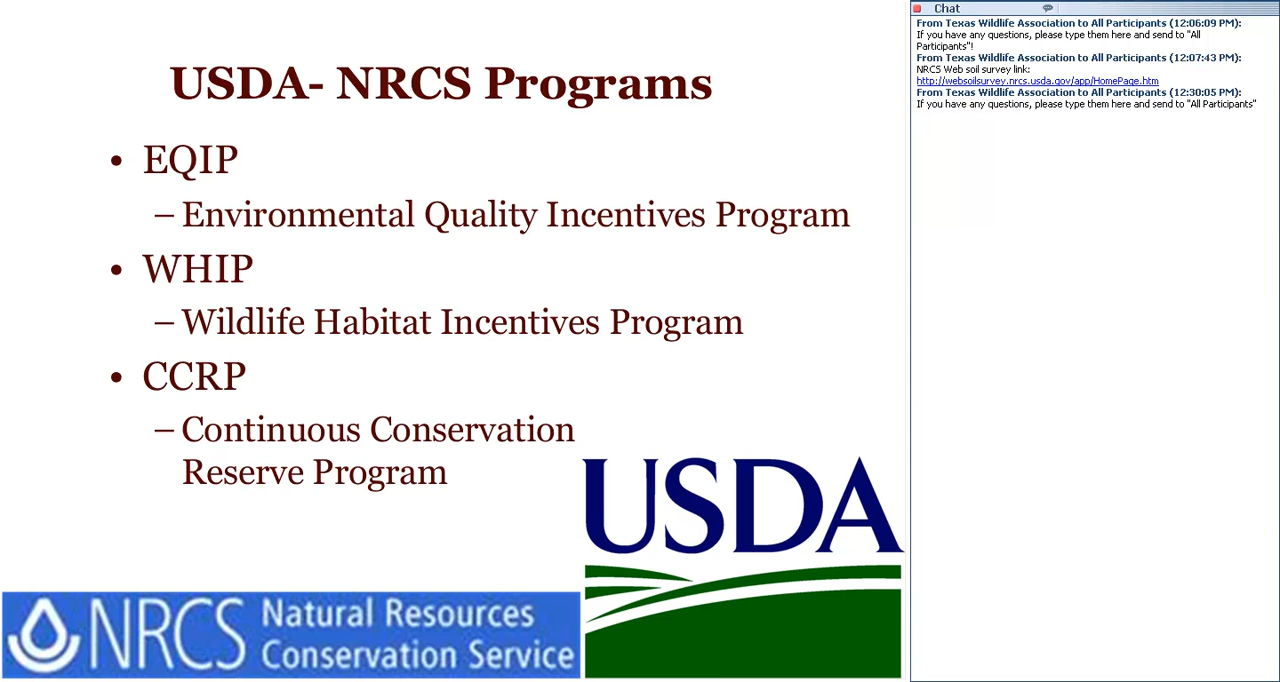 USDA- NRCS Programs
• EQIP
– Environmental Quality Incentives Program
• WHIP
– Wildlife Habitat Incentives Program
• CCRP
– Continuous Conservation
Reserve Program
USDA
NRCS Natural Resources
Conservation Service
Chat
From Texas Wildlife Association to All Participants (12:06:09 PM):
If you have any questions, please type them here and send to "All
Participants"!
From Texas Wildlife Association to All Participants (12:07:43 PM):
NRCS Web soil survey link:
http://websoilsurvey.nrcs.usda.gov/app/HomePage.htm
From Texas Wildlife Association to All Participants (12:30:05 PM):
If you have any questions, please type them here and send to "All Participants"